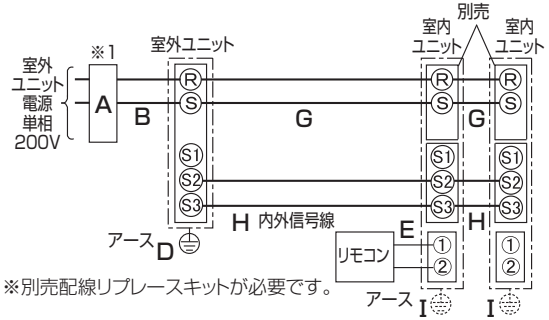 別売
※1
室外ユニット
室内
ユニット
室内
ユニット
室外
ユニット
電源
単相
200V
A
B
G
G
R
S
S1
S2
S3
R
S
S1
S2
S3
R
S
S1
S2
S3
H 内外信号線
E
H
アース D
リモコン
1
2
1
2
※別売配線リプレースキットが必要です。
アース I
I